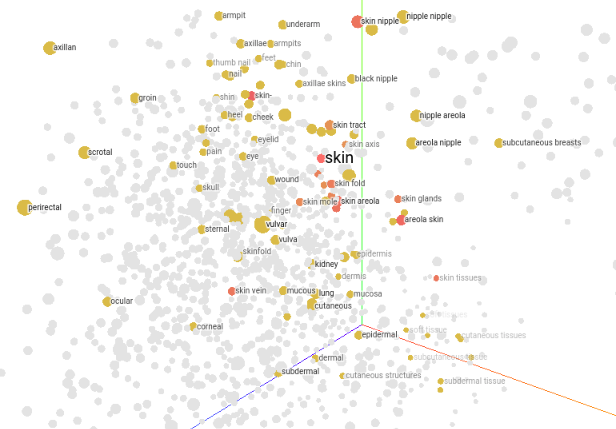 armpit
skin nipple
nipple nipple
underarm
axillae
armpits
axillan
feet
thumb nail
chin
nail
black nipple
axillae skins
groin
shin
skin-
heel
cheek
nipple areola
foot
skin tract
eyelid
skin axis
areola nipple
subcutaneous breasts
scrotal
pain
eye
skin
touch
wound
skin fold
skull
skin mole
skin areola
skin glands
perirectal
finger
areola skin
vulvar
sternal
vulva
skinfold
epidermis
kidney
dermis
skin tissues
skin vein
mucous
lung
mucosa
ocular
cutaneous
corneal
epidermal
soft tissue
cutaneous tissues
dermal
subcutaneous tissue
subdermal
cutaneous structures
subdermal tissue